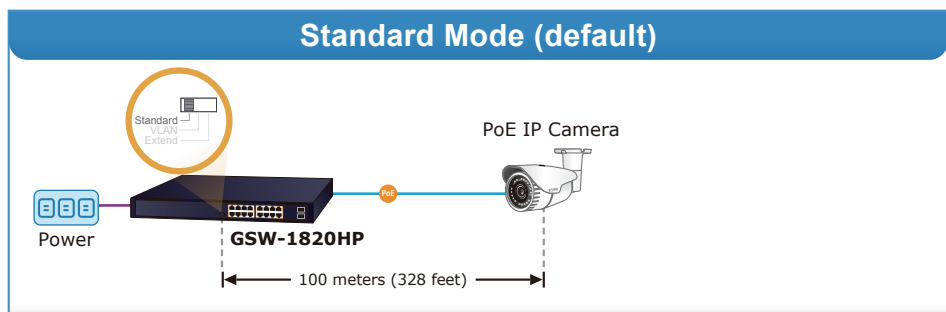 Standard Mode (default)
Standard
VLAN
Extend
PoE IP Camera
PoE
Power
GSW-1820HP
100 meters (328 feet)